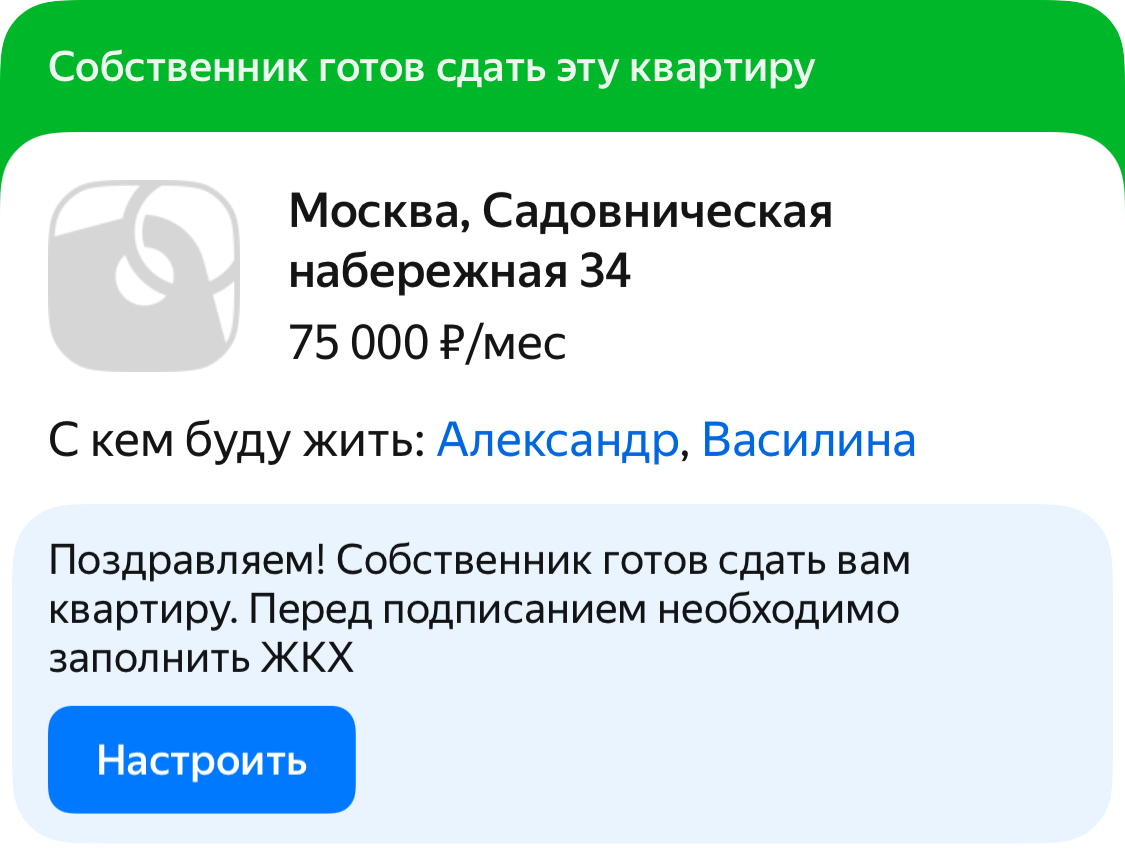 Собственник готов сдать эту квартиру
Москва, Садовническая
набережная 34
75 000 ₽/мес
С кем буду жить: Александр, Василина
Поздравляем! Собственник готов сдать вам
квартиру. Перед подписанием необходимо
заполнить ЖКХ
Настроить